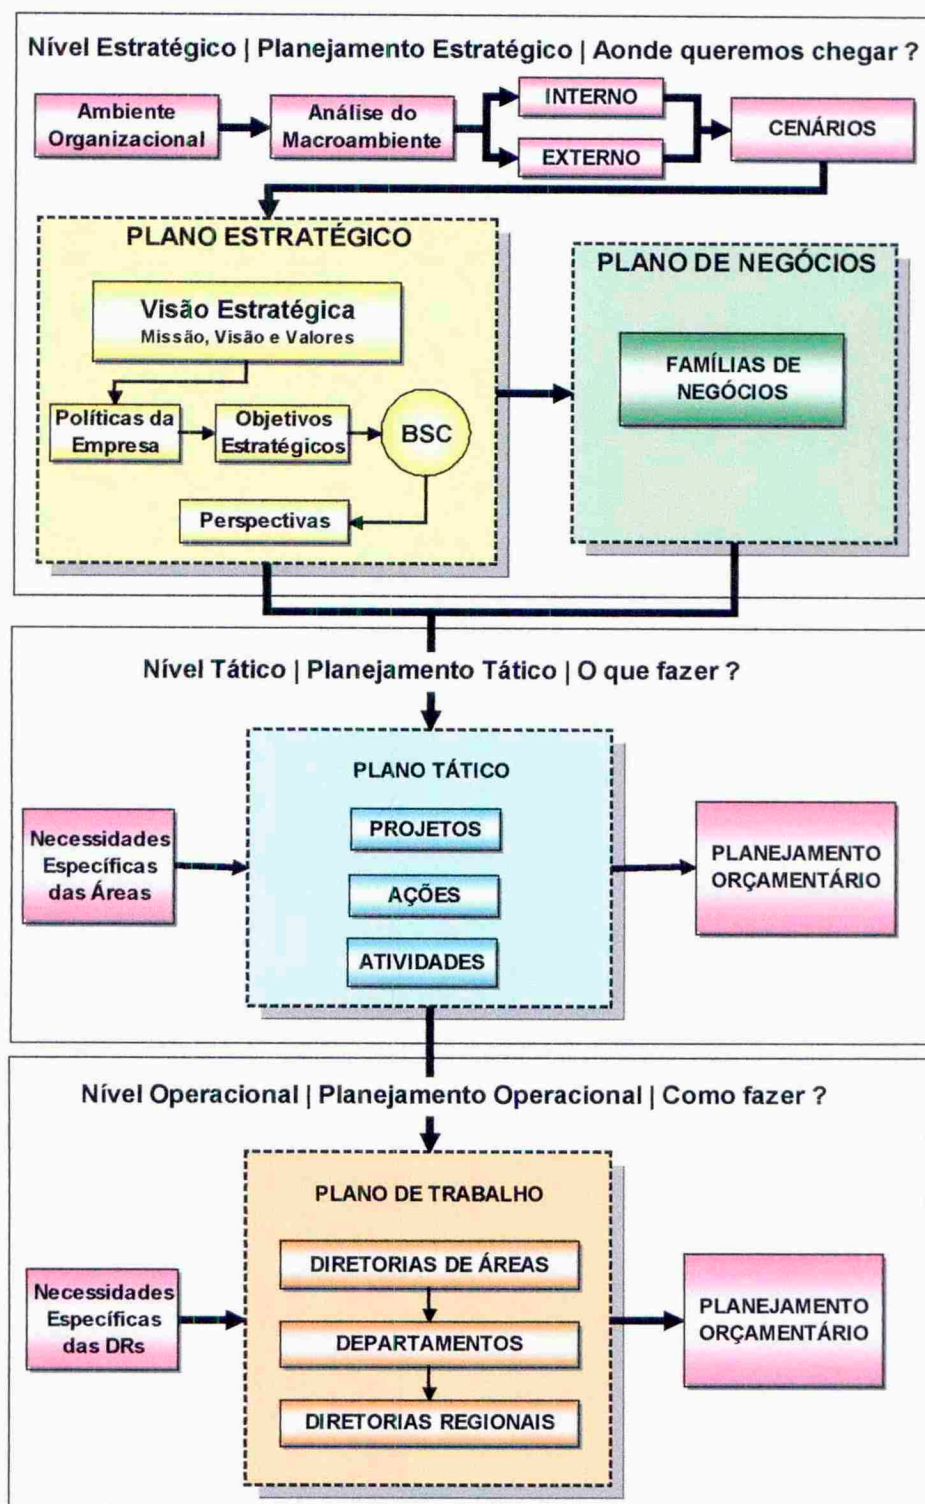 Nível Estratégico | Planejamento Estratégico | Aonde queremos chegar ?
Ambiente
Organizacional
Análise do
Macroambiente
INTERNO
EXTERNO
CENÁRIOS
PLANO ESTRATÉGICO
Visão Estratégica
Missão, Visão e Valores
Políticas da
Empresa
Objetivos
Estratégicos
BSC
Perspectivas
PLANO DE NEGÓCIOS
FAMÍLIAS DE
NEGÓCIOS
Nível Tático | Planejamento Tático | O que fazer ?
Necessidades
Específicas
das Áreas
PLANO TÁTICO
PROJETOS
AÇÕES
ATIVIDADES
PLANEJAMENTO
ORÇAMENTÁRIO
Nível Operacional | Planejamento Operacional | Como fazer ?
Necessidades
Específicas
das DRs
PLANO DE TRABALHO
DIRETORIAS DE ÁREAS
DEPARTAMENTOS
DIRETORIAS REGIONAIS
PLANEJAMENTO
ORÇAMENTÁRIO